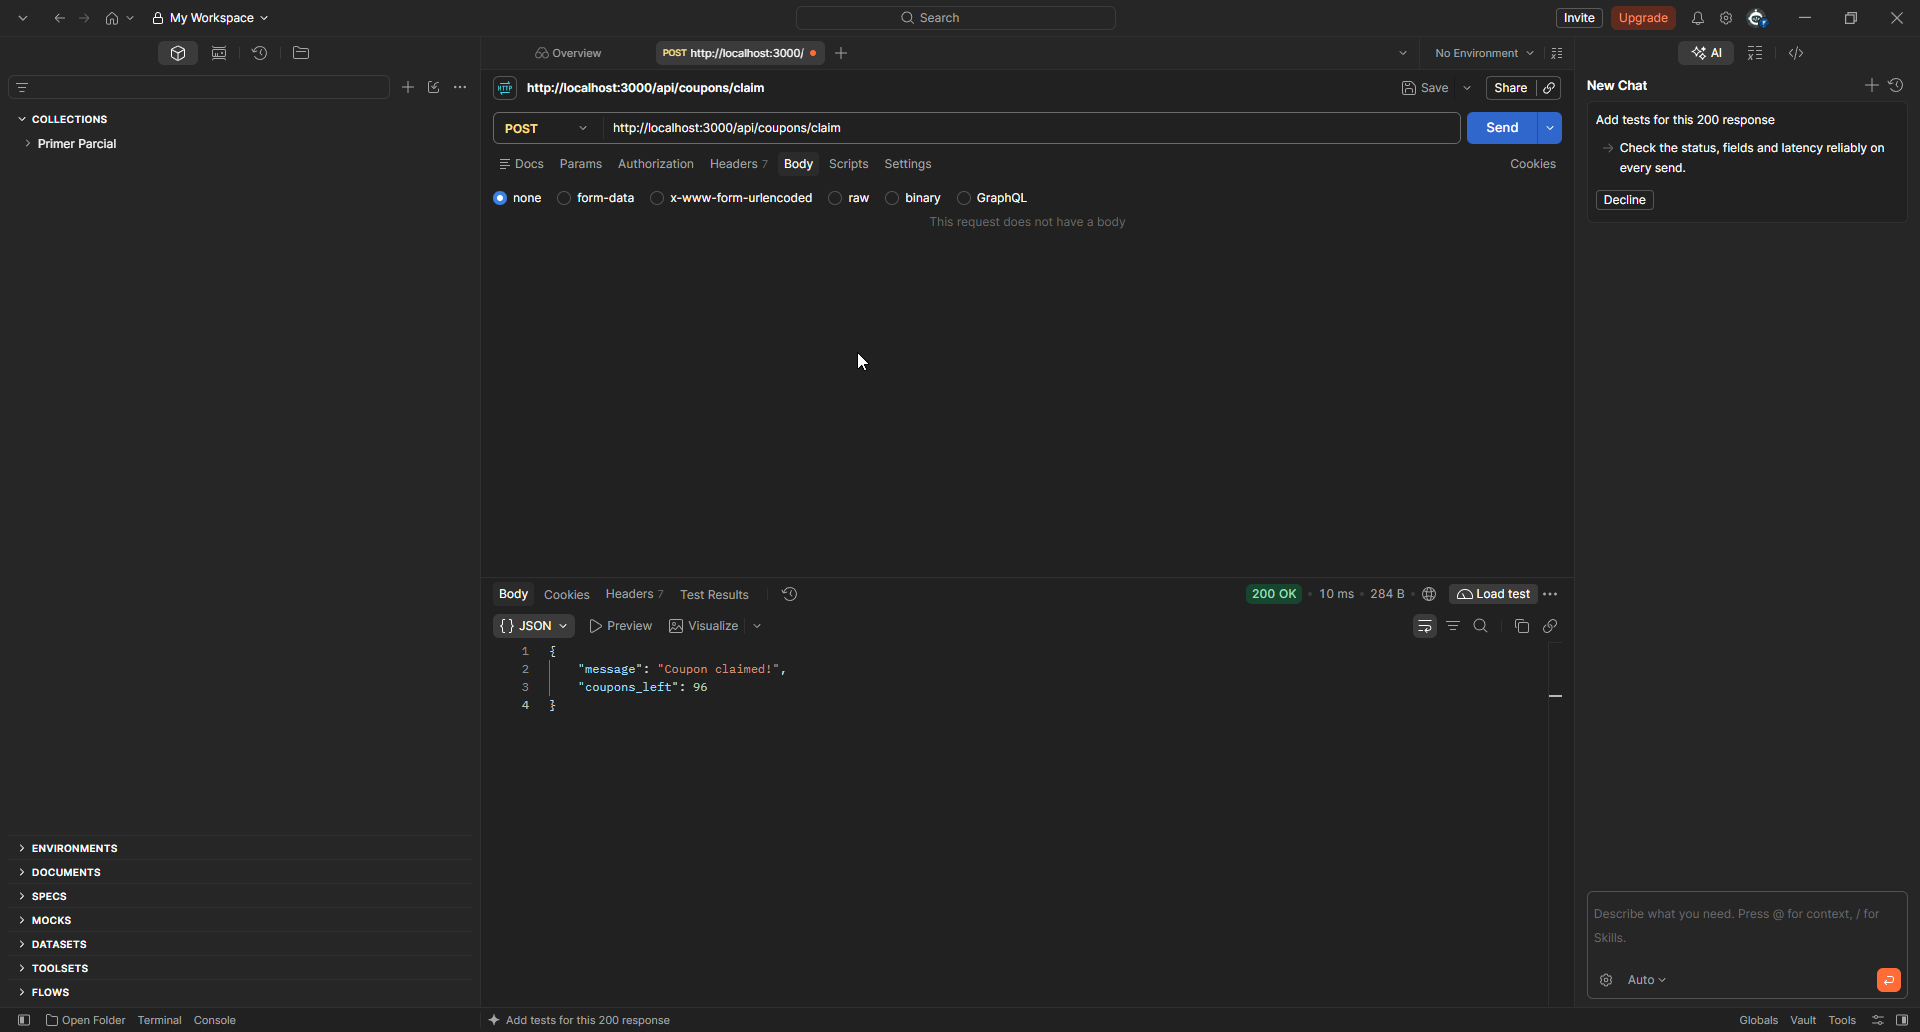 My Workspace
Search
Invite
Upgrade
Overview
POST http://localhost:3000/
No Environment
AI
HTTP
http://localhost:3000/api/coupons/claim
Save
Share
New Chat
COLLECTIONS
Primer Parcial
POST
http://localhost:3000/api/coupons/claim
Send
Add tests for this 200 response
Check the status, fields and latency reliably on
every send.
Decline
Docs
Params
Authorization
Headers 7
Body
Scripts
Settings
Cookies
none
form-data
x-www-form-urlencoded
raw
binary
GraphQL
This request does not have a body
Body
Cookies
Headers 7
Test Results
200 OK
10 ms
284 B
Load test
{} JSON
Preview
Visualize
1 {
2 "message": "Coupon claimed!",
3 "coupons_left": 96
4 }
ENVIRONMENTS
DOCUMENTS
SPECS
MOCKS
DATASETS
TOOLSETS
FLOWS
Describe what you need. Press @ for context, / for
Skills.
Auto
Open Folder
Terminal
Console
Add tests for this 200 response
Globals
Vault
Tools